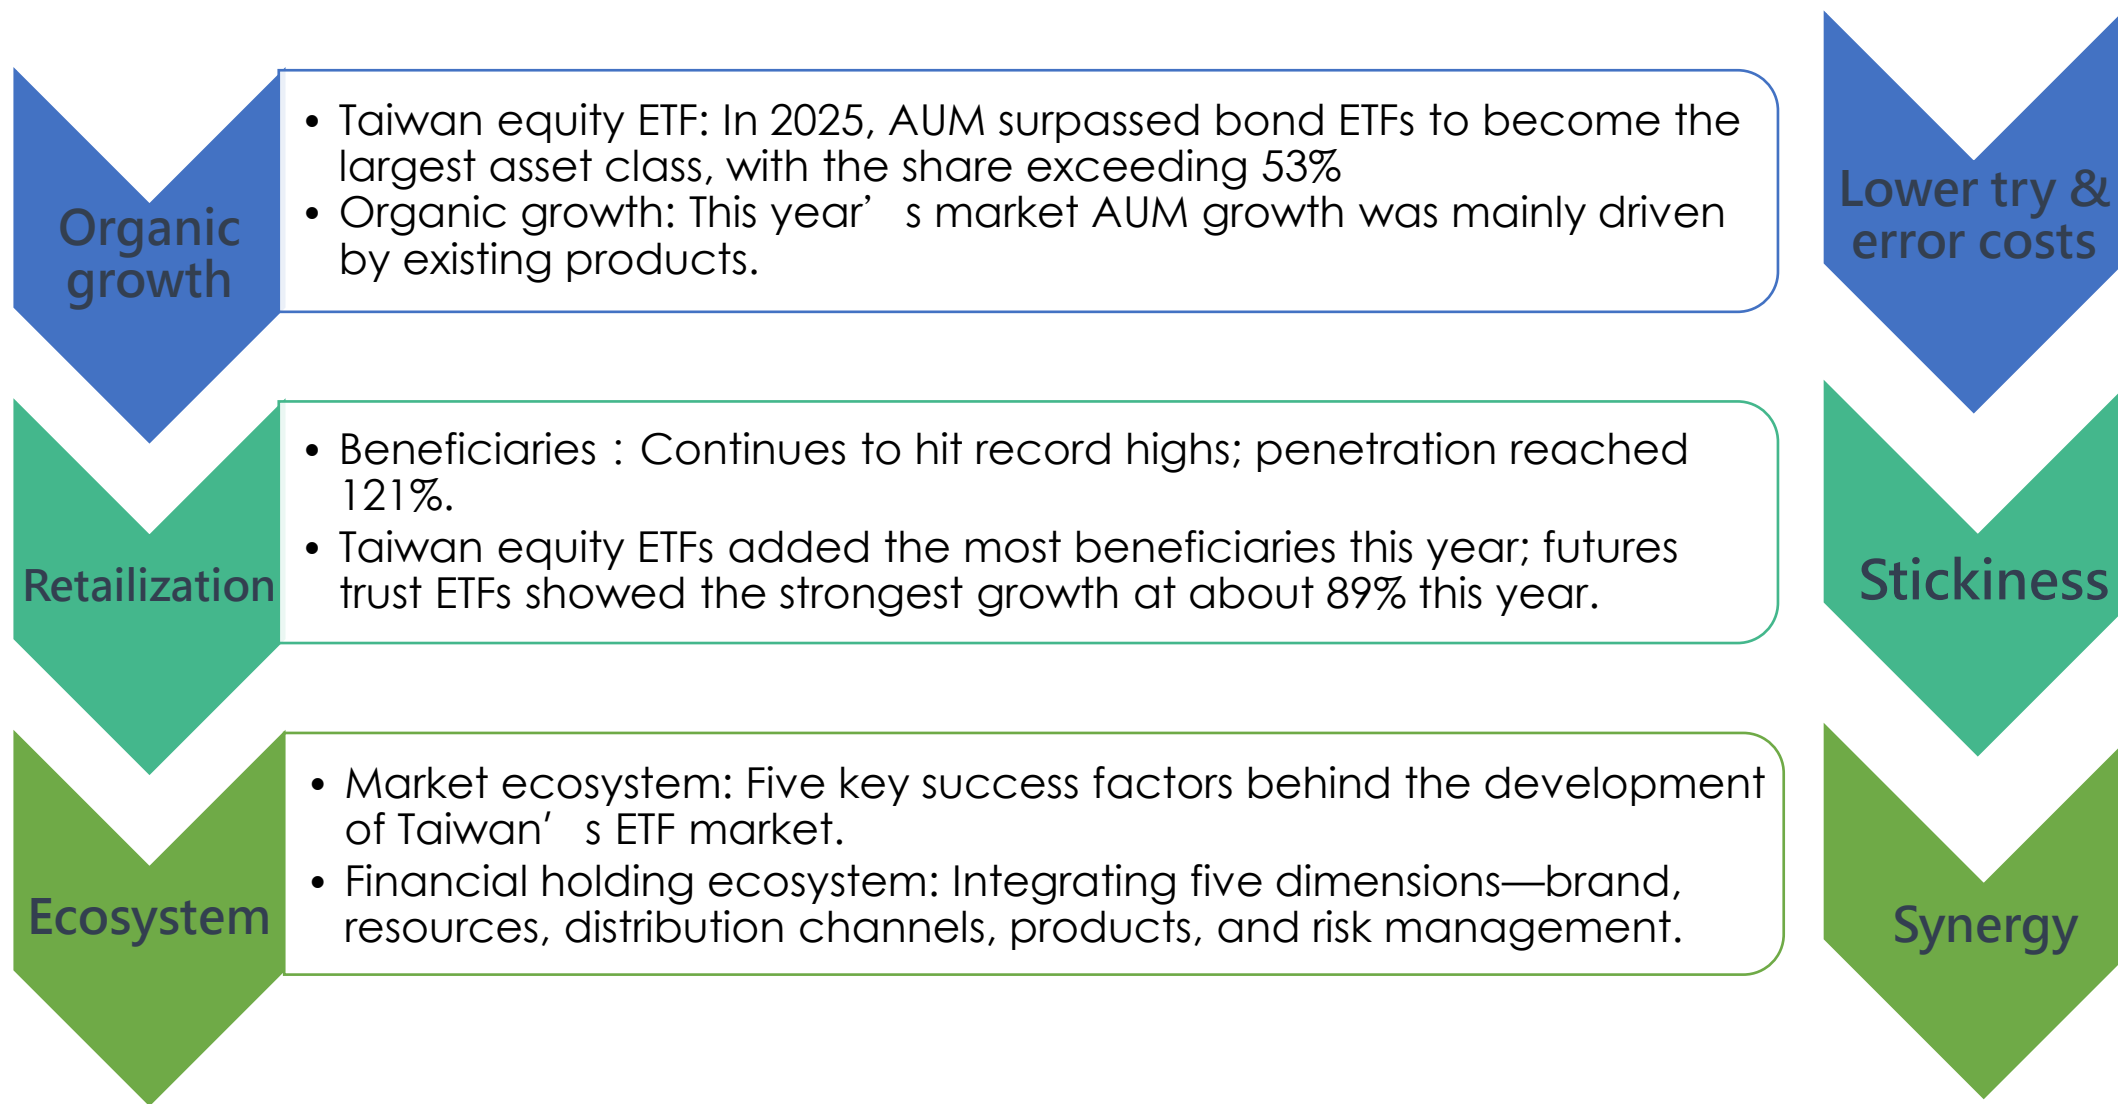 Organic
growth
• Taiwan equity ETF: In 2025, AUM surpassed bond ETFs to become the
largest asset class, with the share exceeding 53%
• Organic growth: This year’ s market AUM growth was mainly driven
by existing products.
Lower try &
error costs
Retailization
• Beneficiaries：Continues to hit record highs; penetration reached
121%.
• Taiwan equity ETFs added the most beneficiaries this year; futures
trust ETFs showed the strongest growth at about 89% this year.
Stickiness
Ecosystem
• Market ecosystem: Five key success factors behind the development
of Taiwan’ s ETF market.
• Financial holding ecosystem: Integrating five dimensions—brand,
resources, distribution channels, products, and risk management.
Synergy